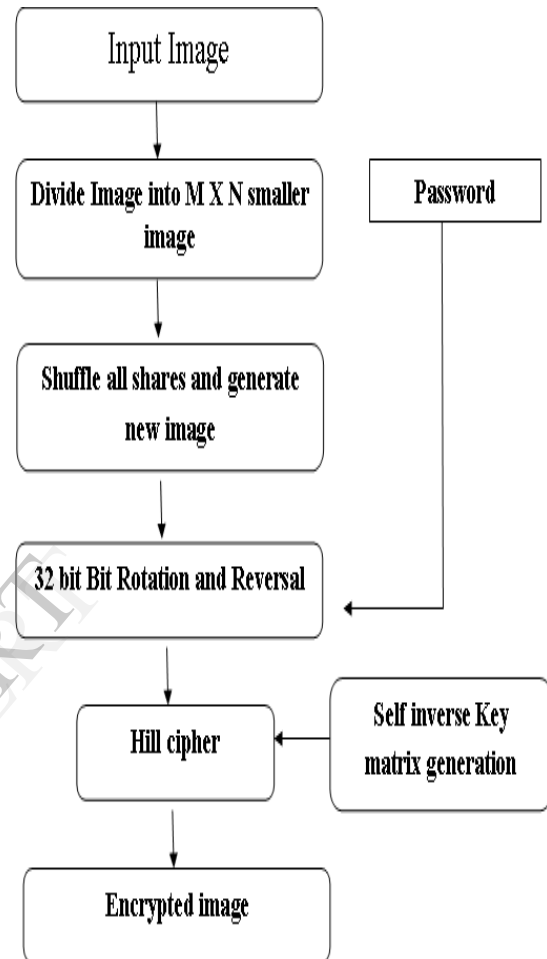 Input Image
Divide Image into M X N smaller
image
Password
Shuffle all shares and generate
new image
32 bit Bit Rotation and Reversal
Hill cipher
Self inverse Key
matrix generation
Encrypted image